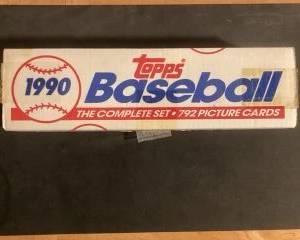 1990
Topps
Baseball
THE COMPLETE SET • 792 PICTURE CARDS